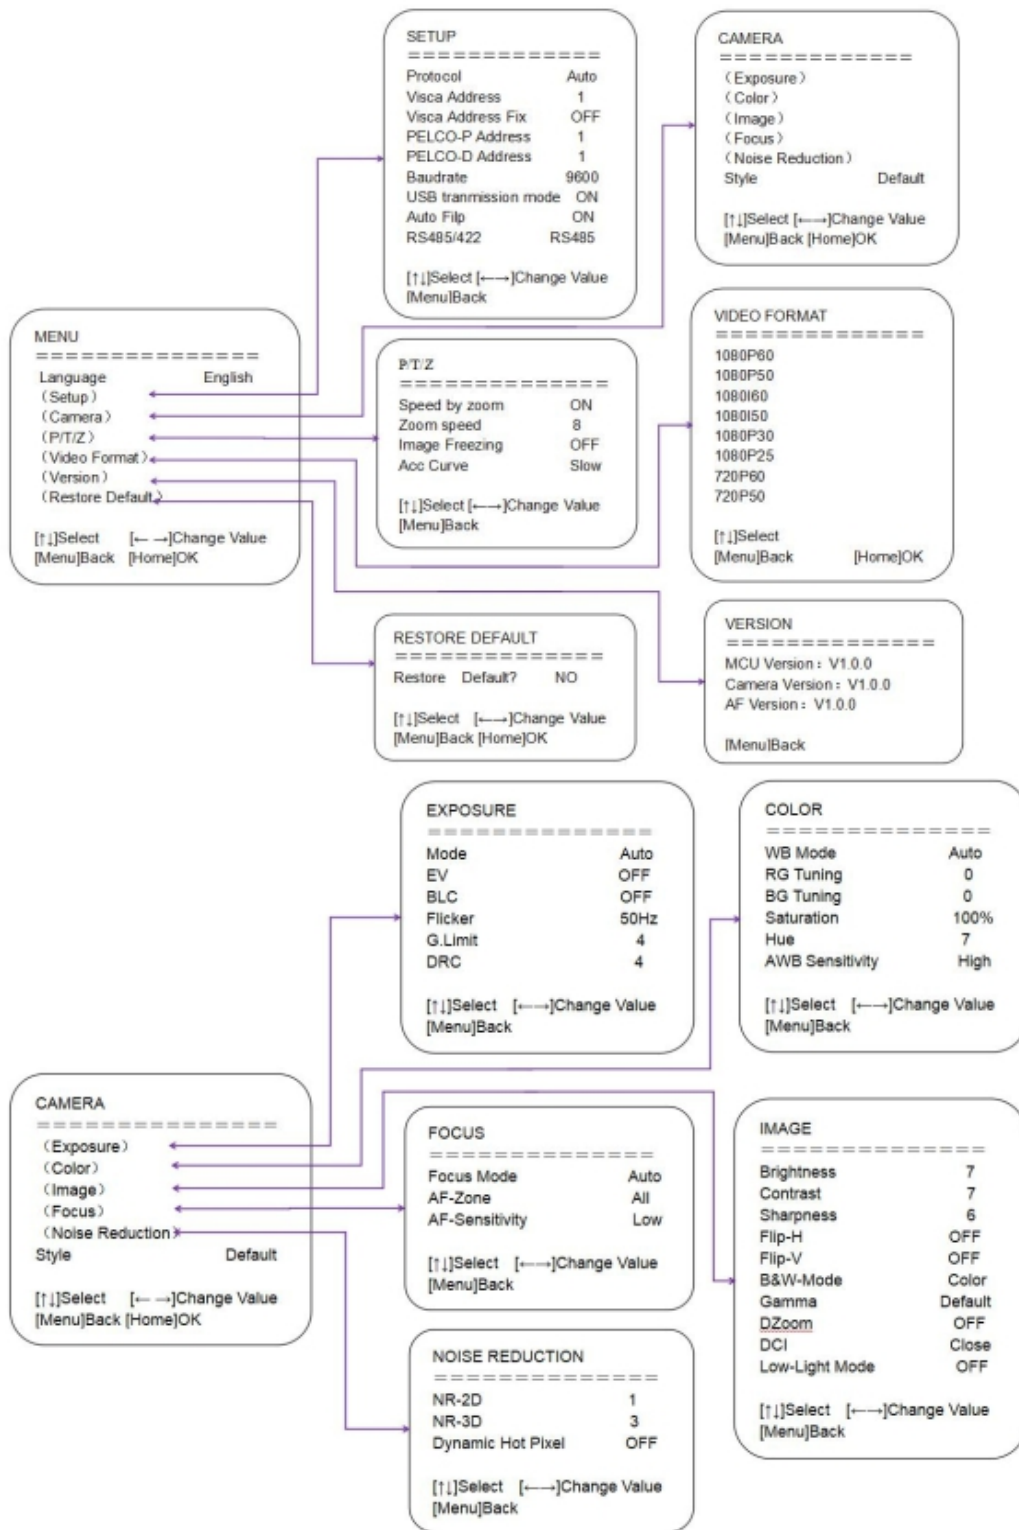 SETUP
==============
Protocol Auto
Visca Address 1
Visca Address Fix OFF
PELCO-P Address 1
PELCO-D Address 1
Baudrate 9600
USB tranmission mode ON
Auto Filp ON
RS485/422 RS485
[↑↓]Select [←→]Change Value
[Menu]Back
CAMERA
==============
(Exposure)
(Color)
(Image)
(Focus)
(Noise Reduction)
Style Default
[↑↓]Select [←→]Change Value
[Menu]Back [Home]OK
MENU
===============
Language English
(Setup)
(Camera)
(P/T/Z)
(Video Format)
(Version)
(Restore Default)
[↑↓]Select [← →]Change Value
[Menu]Back [Home]OK
P/T/Z
==============
Speed by zoom ON
Zoom speed 8
Image Freezing OFF
Acc Curve Slow
[↑↓]Select [←→]Change Value
[Menu]Back
VIDEO FORMAT
==============
1080P60
1080P50
1080I60
1080I50
1080P30
1080P25
720P60
720P50
[↑↓]Select
[Menu]Back [Home]OK
RESTORE DEFAULT
==============
Restore Default? NO
[↑↓]Select [←→]Change Value
[Menu]Back [Home]OK
VERSION
==============
MCU Version：V1.0.0
Camera Version：V1.0.0
AF Version：V1.0.0
[Menu]Back
EXPOSURE
===============
Mode Auto
EV OFF
BLC OFF
Flicker 50Hz
G.Limit 4
DRC 4
[↑↓]Select [←→]Change Value
[Menu]Back
COLOR
===============
WB Mode Auto
RG Tuning 0
BG Tuning 0
Saturation 100%
Hue 7
AWB Sensitivity High
[↑↓]Select [←→]Change Value
[Menu]Back
CAMERA
==============
(Exposure)
(Color)
(Image)
(Focus)
(Noise Reduction)
Style Default
[↑↓]Select [← →]Change Value
[Menu]Back [Home]OK
FOCUS
===============
Focus Mode Auto
AF-Zone All
AF-Sensitivity Low
[↑↓]Select [←→]Change Value
[Menu]Back
IMAGE
===============
Brightness 7
Contrast 7
Sharpness 6
Flip-H OFF
Flip-V OFF
B&W-Mode Color
Gamma Default
DZoom OFF
DCI Close
Low-Light Mode OFF
[↑↓]Select [←→]Change Value
[Menu]Back
NOISE REDUCTION
===============
NR-2D 1
NR-3D 3
Dynamic Hot Pixel OFF
[↑↓]Select [←→]Change Value
[Menu]Back